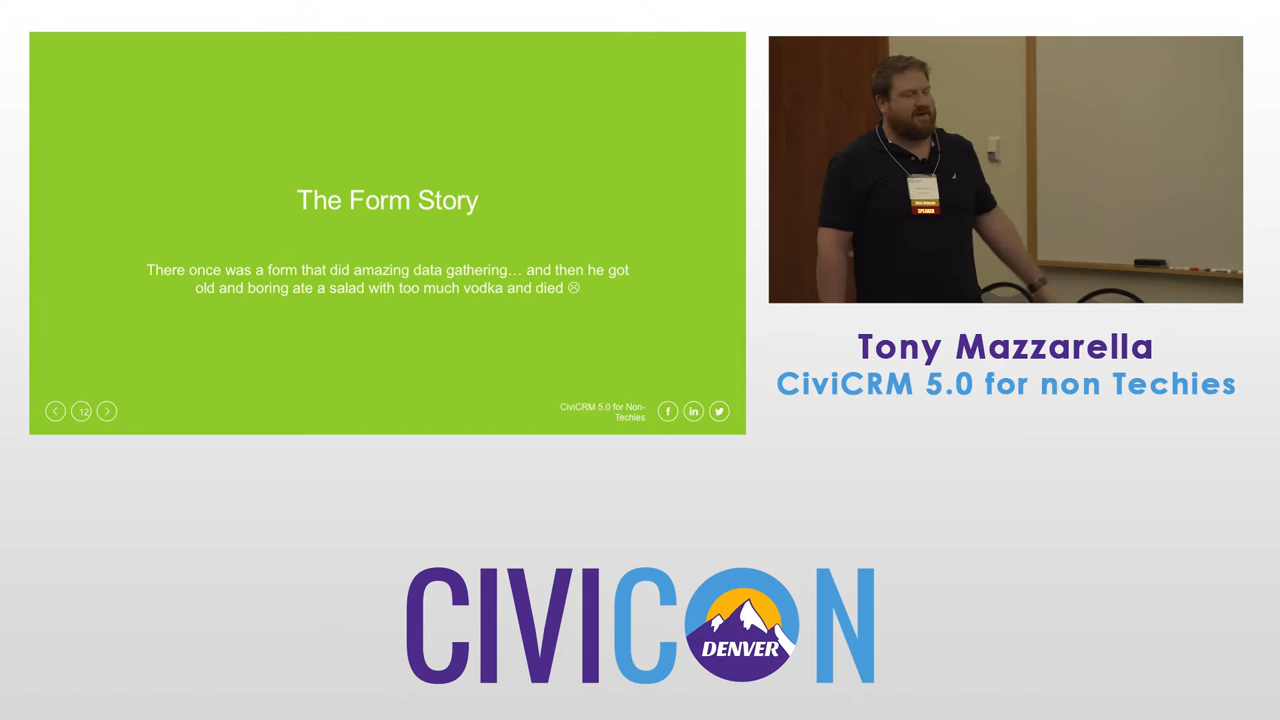 The Form Story
There once was a form that did amazing data gathering… and then he got
old and boring ate a salad with too much vodka and died ☹
12
CiviCRM 5.0 for Non-
Techies
SPEAKER
Tony Mazzarella
CiviCRM 5.0 for non Techies
CIVICON
DENVER